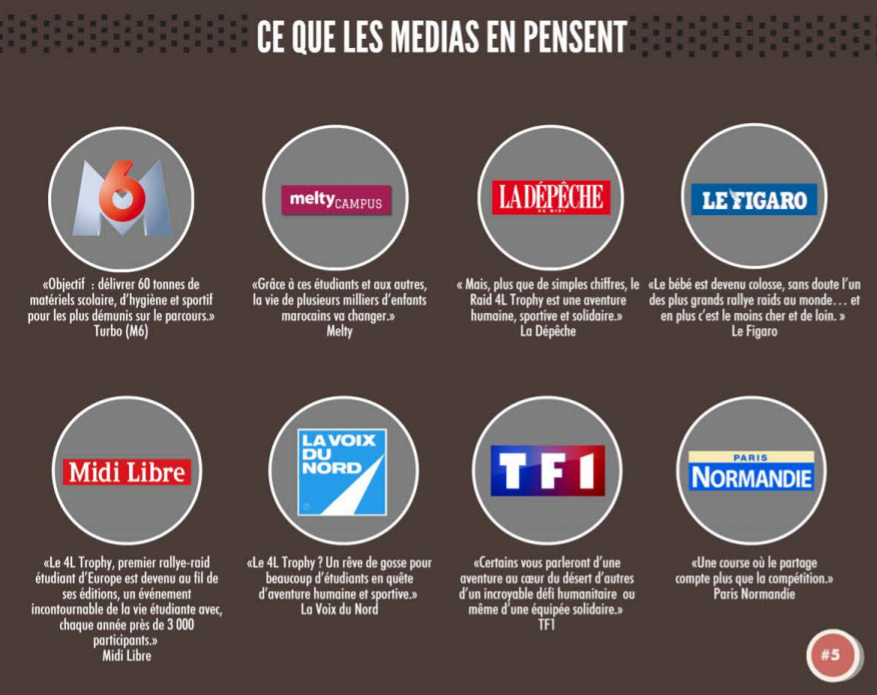 CE QUE LES MEDIAS EN PENSENT
M6
«Objectif : délivrer 60 tonnes de
matériels scolaire, d'hygiène et sportif
pour les plus démunis sur le parcours.»
Turbo (M6)
melty CAMPUS
«Grâce à ces étudiants et aux autres,
la vie de plusieurs milliers d'enfants
marocains va changer.»
Melty
LA DÉPÊCHE
DU MIDI
« Mais, plus que de simples chiffres, le
Raid 4L Trophy est une aventure
humaine, sportive et solidaire.»
La Dépêche
LE FIGARO
«Le bébé est devenu colosse, sans doute l'un
des plus grands rallye raids au monde... et
en plus c'est le moins cher et de loin. »
Le Figaro
Midi Libre
«Le 4L Trophy, premier rallye-raid
étudiant d'Europe est devenu au fil de
ses éditions, un événement
incontournable de la vie étudiante avec,
chaque année près de 3 000
participants.»
Midi Libre
LA VOIX
DU
NORD
«Le 4L Trophy ? Un rêve de gosse pour
beaucoup d'étudiants en quête
d'aventure humaine et sportive.»
La Voix du Nord
TF1
«Certains vous parleront d'une
aventure au cœur du désert d'autres
d'un incroyable défi humanitaire ou
même d'une équipée solidaire.»
TF1
PARIS
NORMANDIE
«Une course où le partage
compte plus que la compétition.»
Paris Normandie
#5